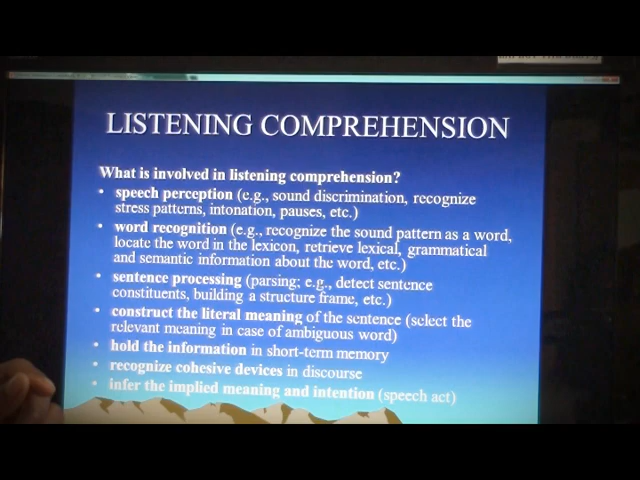 LISTENING COMPREHENSION
What is involved in listening comprehension?
• speech perception (e.g., sound discrimination, recognize
stress patterns, intonation, pauses, etc.)
• word recognition (e.g., recognize the sound pattern as a word,
locate the word in the lexicon, retrieve lexical, grammatical
and semantic information about the word, etc.)
• sentence processing (parsing; e.g., detect sentence
constituents, building a structure frame, etc.)
• construct the literal meaning of the sentence (select the
relevant meaning in case of ambiguous word)
• hold the information in short-term memory
• recognize cohesive devices in discourse
• infer the implied meaning and intention (speech act)